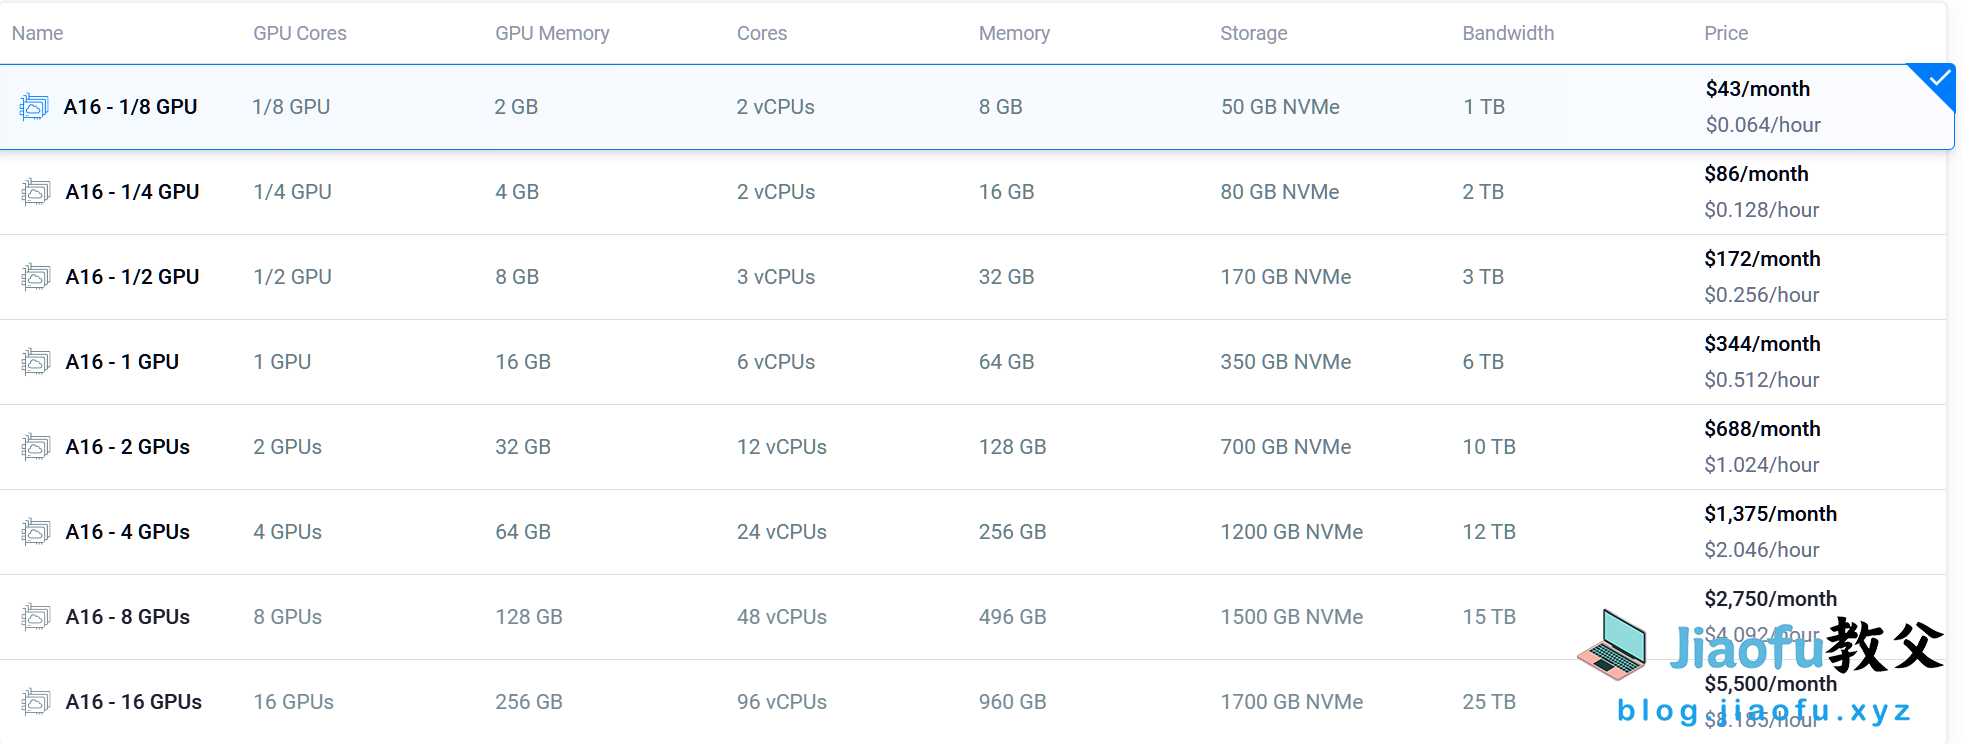 Name GPU Cores GPU Memory Cores Memory Storage Bandwidth Price
A16 - 1/8 GPU 1/8 GPU 2 GB 2 vCPUs 8 GB 50 GB NVMe 1 TB $43/month
$0.064/hour
A16 - 1/4 GPU 1/4 GPU 4 GB 2 vCPUs 16 GB 80 GB NVMe 2 TB $86/month
$0.128/hour
A16 - 1/2 GPU 1/2 GPU 8 GB 3 vCPUs 32 GB 170 GB NVMe 3 TB $172/month
$0.256/hour
A16 - 1 GPU 1 GPU 16 GB 6 vCPUs 64 GB 350 GB NVMe 6 TB $344/month
$0.512/hour
A16 - 2 GPUs 2 GPUs 32 GB 12 vCPUs 128 GB 700 GB NVMe 10 TB $688/month
$1.024/hour
A16 - 4 GPUs 4 GPUs 64 GB 24 vCPUs 256 GB 1200 GB NVMe 12 TB $1,375/month
$2.046/hour
A16 - 8 GPUs 8 GPUs 128 GB 48 vCPUs 496 GB 1500 GB NVMe 15 TB $2,750/month
$4.092/hour
Jiaofu教父
A16 - 16 GPUs 16 GPUs 256 GB 96 vCPUs 960 GB 1700 GB NVMe 25 TB $5,500/month
$8.185/hour
blog.jiaofu.xyz